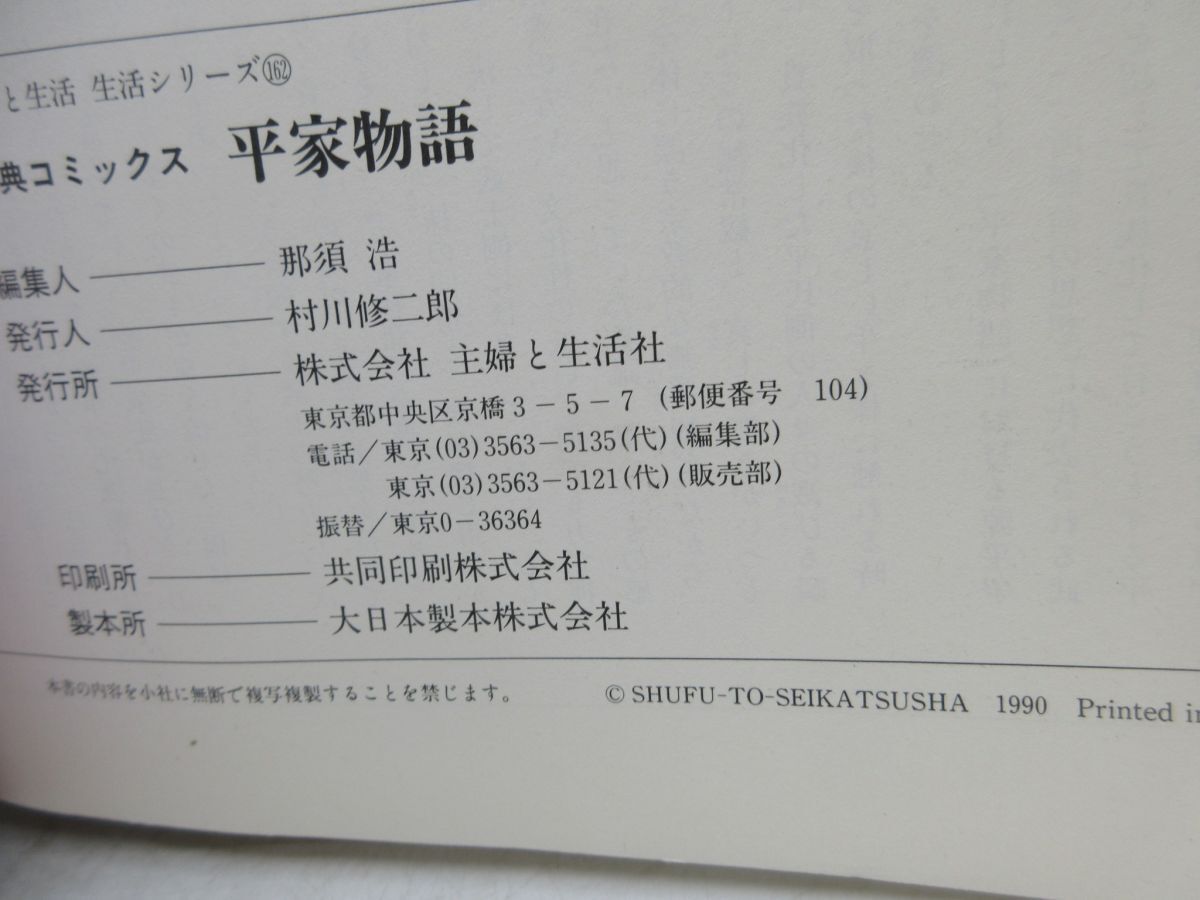 と生活 生活シリーズ162
典コミックス 平家物語
編集人 那須 浩
発行人 村川修二郎
発行所 株式会社 主婦と生活社
東京都中央区京橋3-5-7 (郵便番号 104)
電話/東京(03)3563-5135(代)(編集部)
東京(03)3563-5121(代)(販売部)
振替/東京0-36364
印刷所 共同印刷株式会社
製本所 大日本製本株式会社
本書の内容を小社に無断で複写複製することを禁じます。 © SHUFU-TO-SEIKATSUSHA 1990 Printed in